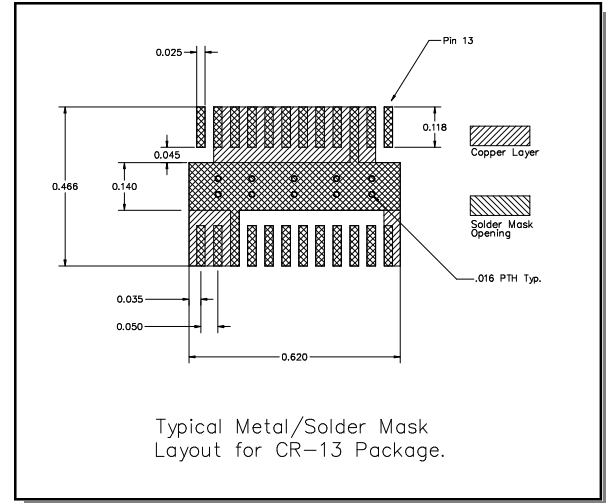 Pin 13
0.025
0.118
0.045
Copper Layer
0.466
0.140
Solder Mask
Opening
.016 PTH Typ.
0.035
0.050
0.620
Typical Metal/Solder Mask
Layout for CR-13 Package.